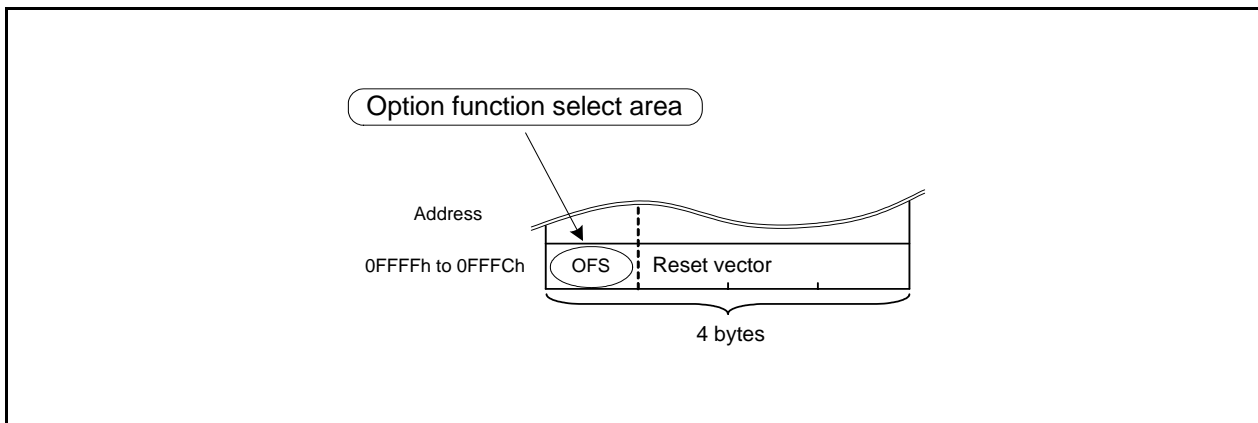 Option function select area
Address
0FFFFh to 0FFFCh
OFS
Reset vector
4 bytes